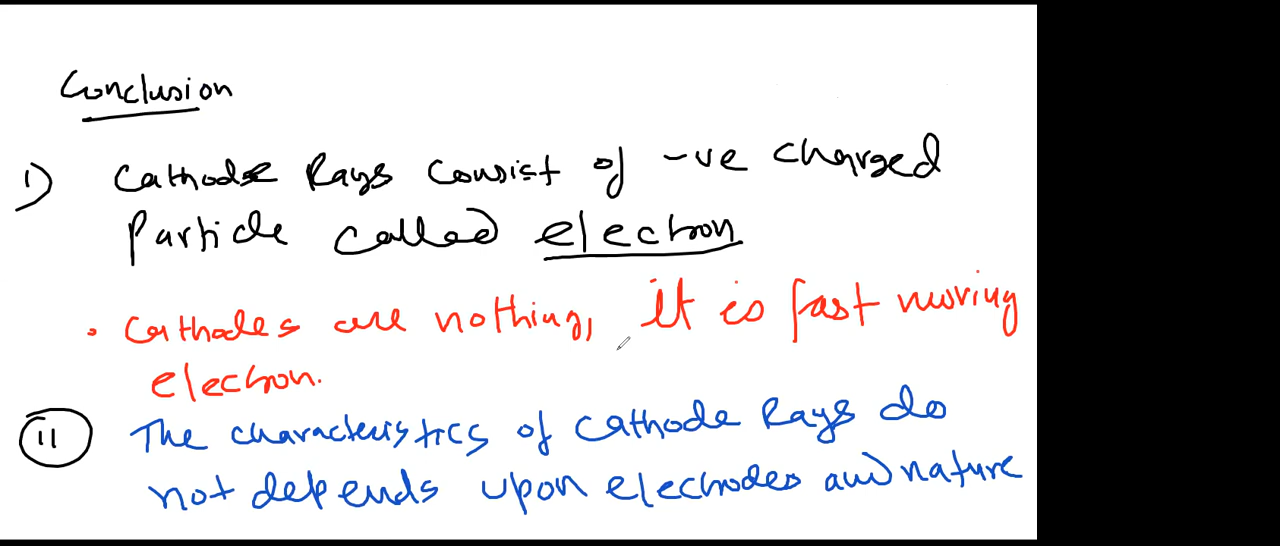 Conclusion
1) Cathode Rays consist of -ve charged
Particle called electron
• Cathodes are nothing, it is fast moving
electron.
11 The characteristics of cathode Rays do
not depends upon electrodes and nature